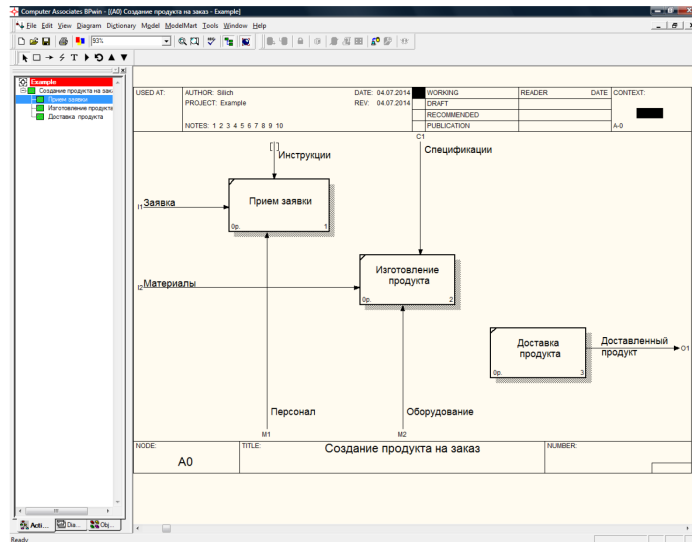 Computer Associates BPwin - [(A0) Создание продукта на заказ - Example]
File Edit View Diagram Dictionary Model ModelMart Tools Window Help
93%
Example
Создание продукта на зака
Прием заявки
Изготовление продукта
Доставка продукта
USED AT:
AUTHOR: Silich
DATE: 04.07.2014
WORKING
READER
DATE
CONTEXT:
PROJECT: Example
REV: 04.07.2014
DRAFT
RECOMMENDED
NOTES: 1 2 3 4 5 6 7 8 9 10
PUBLICATION
A-0
C1
Инструкции
Спецификации
I1 Заявка
Прием заявки
0р. 1
I2 Материалы
Изготовление
продукта
0р. 2
Доставка
продукта
0р. 3
Доставленный
продукт
O1
Персонал
Оборудование
M1
M2
NODE:
TITLE:
NUMBER:
A0
Создание продукта на заказ
Acti...
Dia...
Obj...
Ready